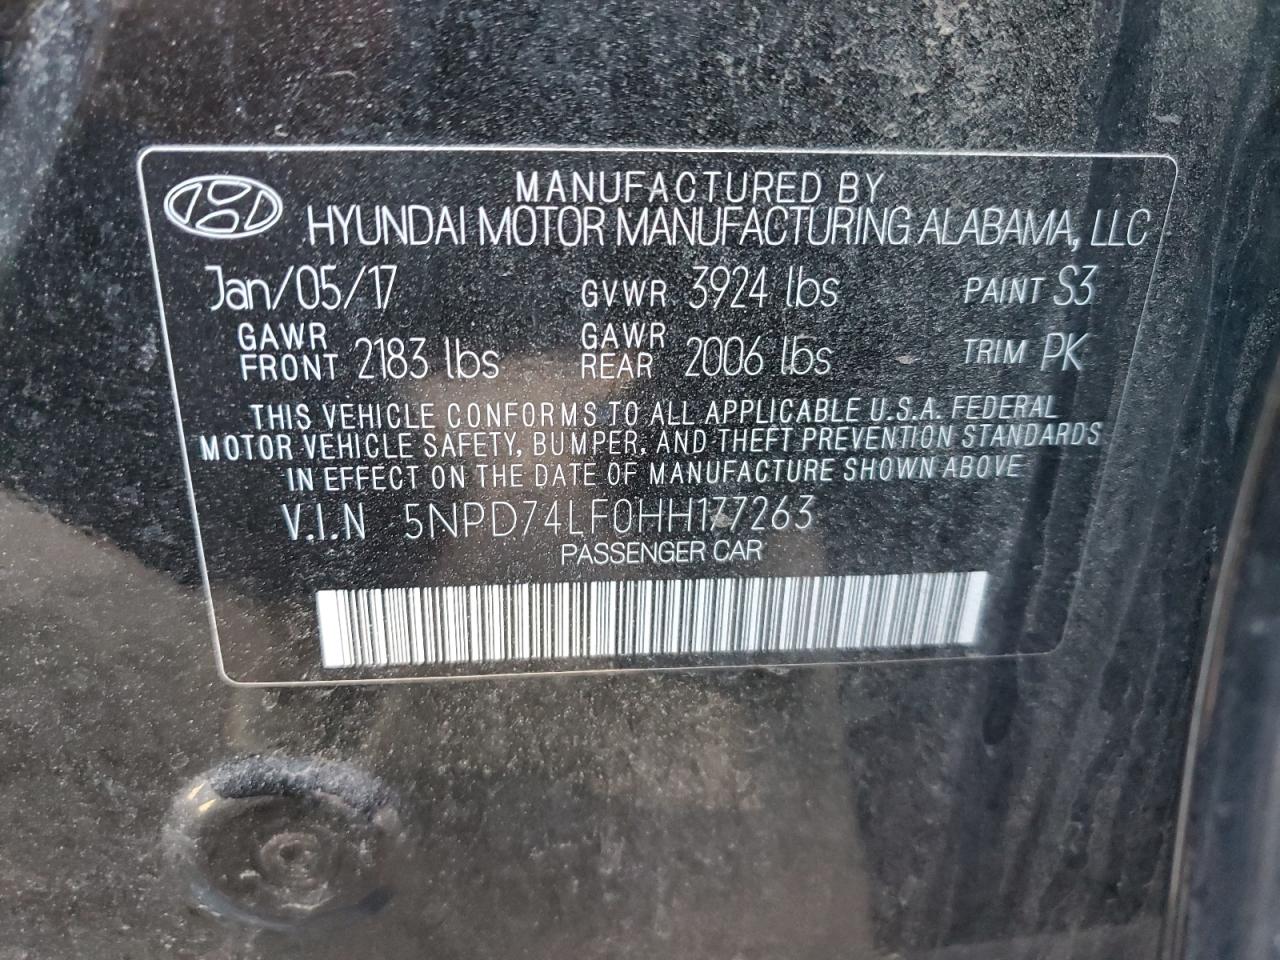 MANUFACTURED BY
HYUNDAI MOTOR MANUFACTURING ALABAMA, LLC
Jan/05/17 GVWR 3924 lbs PAINT S3
GAWR FRONT 2183 lbs GAWR REAR 2006 lbs TRIM PK
THIS VEHICLE CONFORMS TO ALL APPLICABLE U.S.A. FEDERAL
MOTOR VEHICLE SAFETY, BUMPER, AND THEFT PREVENTION STANDARDS
IN EFFECT ON THE DATE OF MANUFACTURE SHOWN ABOVE
V.I.N 5NPD74LF0HH177263
PASSENGER CAR